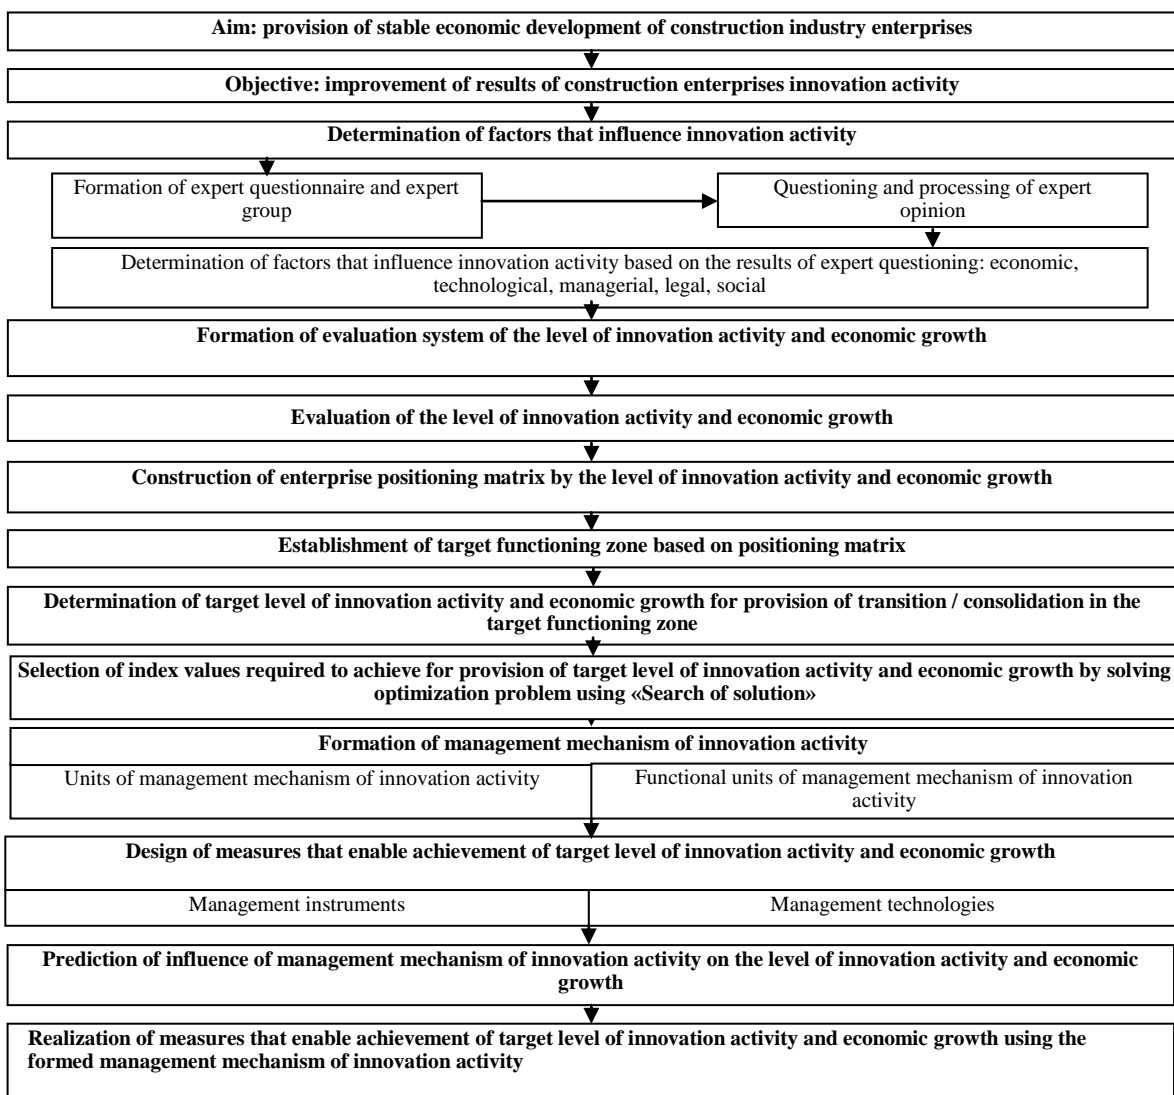 Aim: provision of stable economic development of construction industry enterprises
Objective: improvement of results of construction enterprises innovation activity
Determination of factors that influence innovation activity
Formation of expert questionnaire and expert
group
Questioning and processing of expert
opinion
Determination of factors that influence innovation activity based on the results of expert questioning: economic,
technological, managerial, legal, social
Formation of evaluation system of the level of innovation activity and economic growth
Evaluation of the level of innovation activity and economic growth
Construction of enterprise positioning matrix by the level of innovation activity and economic growth
Establishment of target functioning zone based on positioning matrix
Determination of target level of innovation activity and economic growth for provision of transition / consolidation in the
target functioning zone
Selection of index values required to achieve for provision of target level of innovation activity and economic growth by solving
optimization problem using «Search of solution»
Formation of management mechanism of innovation activity
Units of management mechanism of innovation activity
Functional units of management mechanism of innovation
activity
Design of measures that enable achievement of target level of innovation activity and economic growth
Management instruments
Management technologies
Prediction of influence of management mechanism of innovation activity on the level of innovation activity and economic
growth
Realization of measures that enable achievement of target level of innovation activity and economic growth using the
formed management mechanism of innovation activity